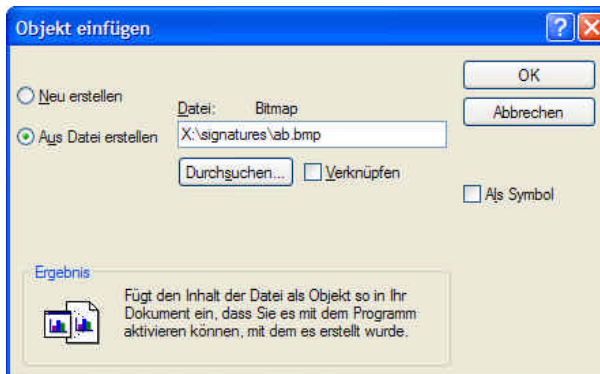 Objekt einfügen
Neu erstellen
Aus Datei erstellen
Datei: Bitmap
X:\signatures\ab.bmp
Durchsuchen... Verknüpfen
OK
Abbrechen
Als Symbol
Ergebnis
Fügt den Inhalt der Datei als Objekt so in Ihr
Dokument ein, dass Sie es mit dem Programm
aktivieren können, mit dem es erstellt wurde.